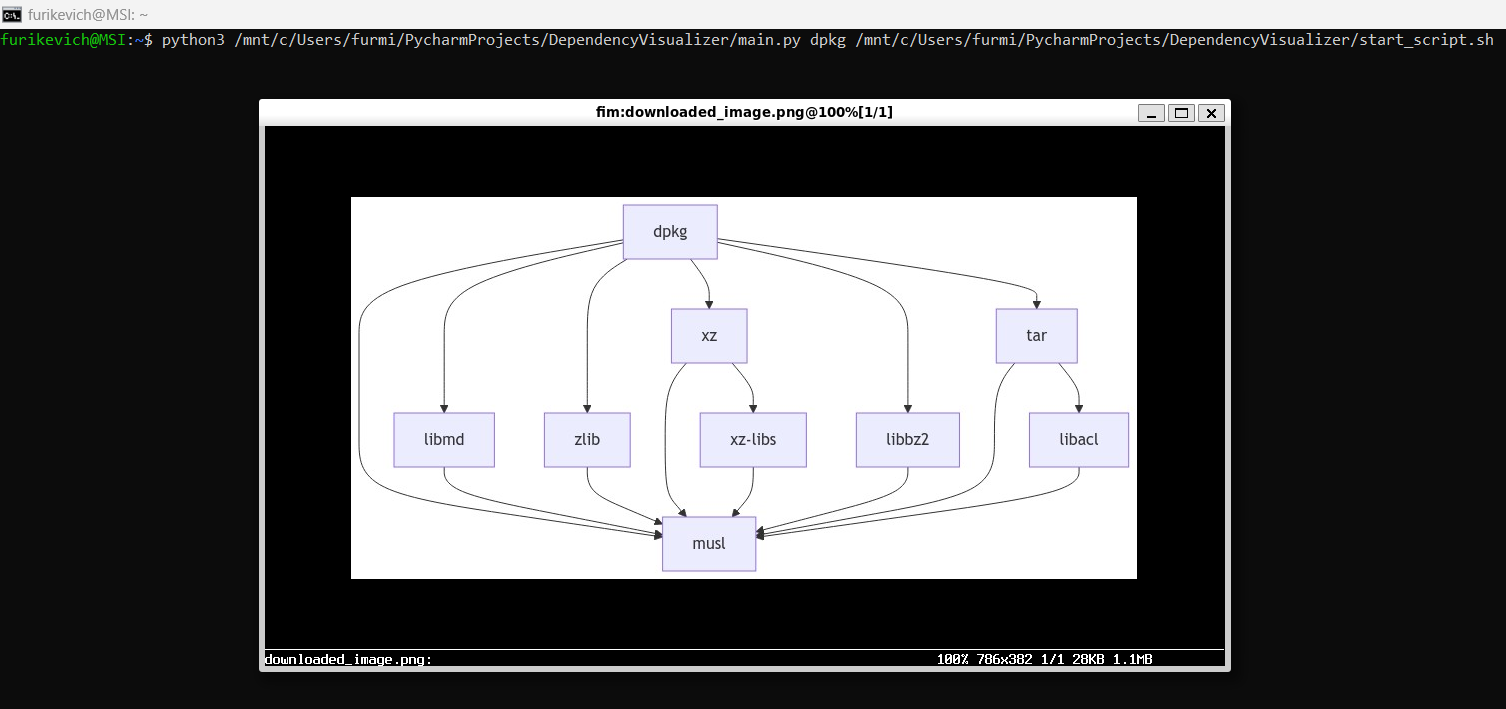 furikevich@MSI: ~
furikevich@MSI:~$ python3 /mnt/c/Users/furmi/PycharmProjects/DependencyVisualizer/main.py dpkg /mnt/c/Users/furmi/PycharmProjects/DependencyVisualizer/start_script.sh
fim:downloaded_image.png@100%[1/1]
dpkg
xz
tar
libmd
zlib
xz-libs
libbz2
libacl
musl
downloaded_image.png:
100% 786x382 1/1 28KB 1.1MB